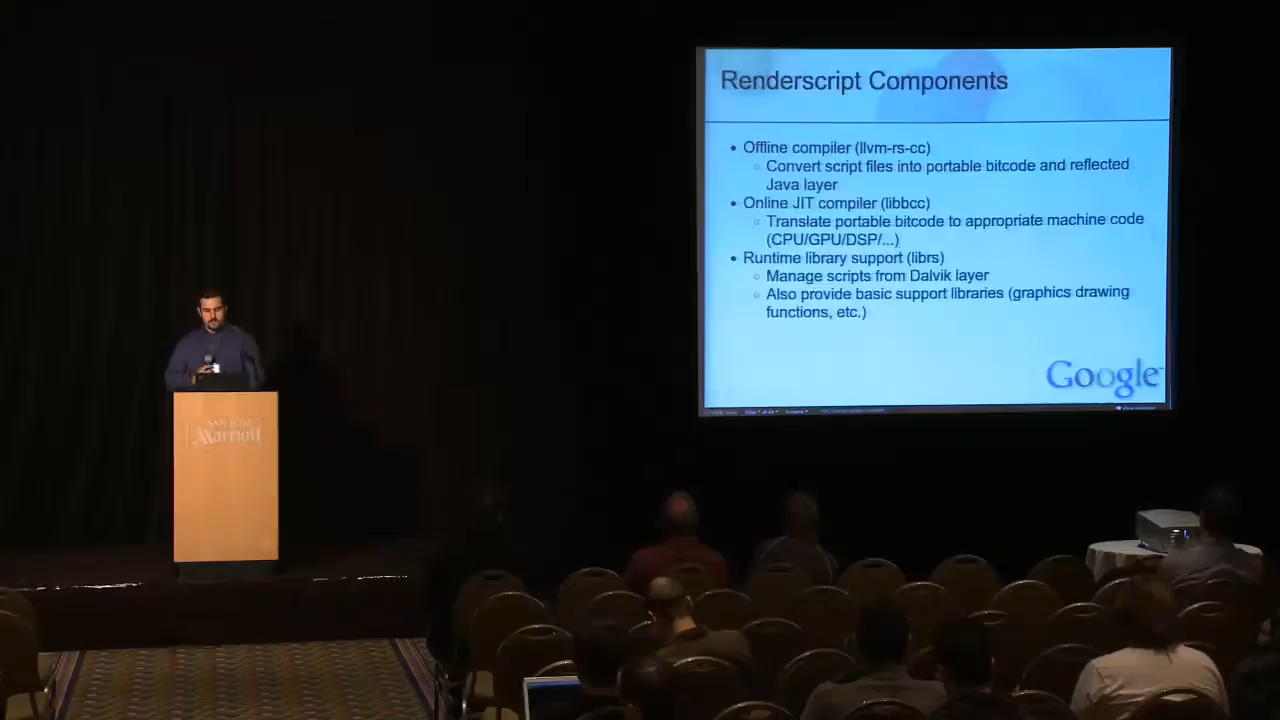 Renderscript Components
• Offline compiler (llvm-rs-cc)
○ Convert script files into portable bitcode and reflected
Java layer
• Online JIT compiler (libbcc)
○ Translate portable bitcode to appropriate machine code
(CPU/GPU/DSP/...)
• Runtime library support (librs)
○ Manage scripts from Dalvik layer
○ Also provide basic support libraries (graphics drawing
functions, etc.)
Google
SAN JOSE
Marriott